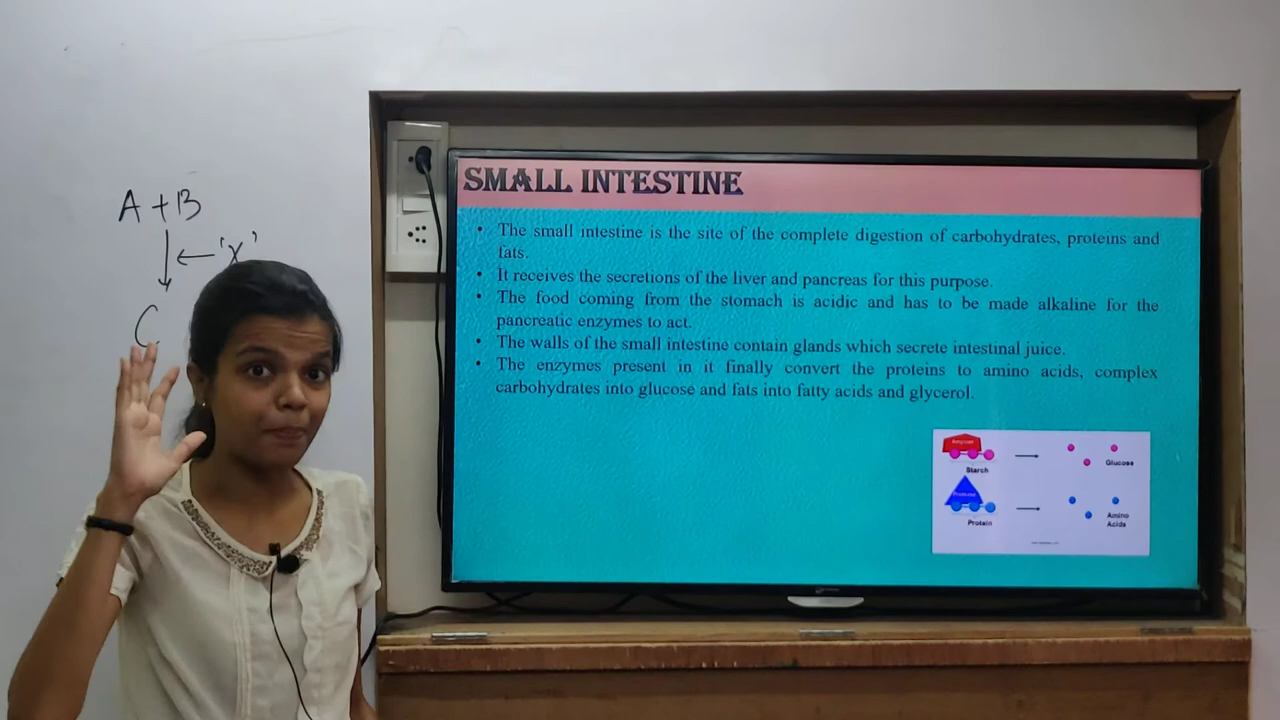 A + B
'x'
C
SMALL INTESTINE
• The small intestine is the site of the complete digestion of carbohydrates, proteins and
fats.
• It receives the secretions of the liver and pancreas for this purpose.
• The food coming from the stomach is acidic and has to be made alkaline for the
pancreatic enzymes to act.
• The walls of the small intestine contain glands which secrete intestinal juice.
• The enzymes present in it finally convert the proteins to amino acids, complex
carbohydrates into glucose and fats into fatty acids and glycerol.
Amylase
Starch
Glucose
Protease
Protein
Amino
Acids